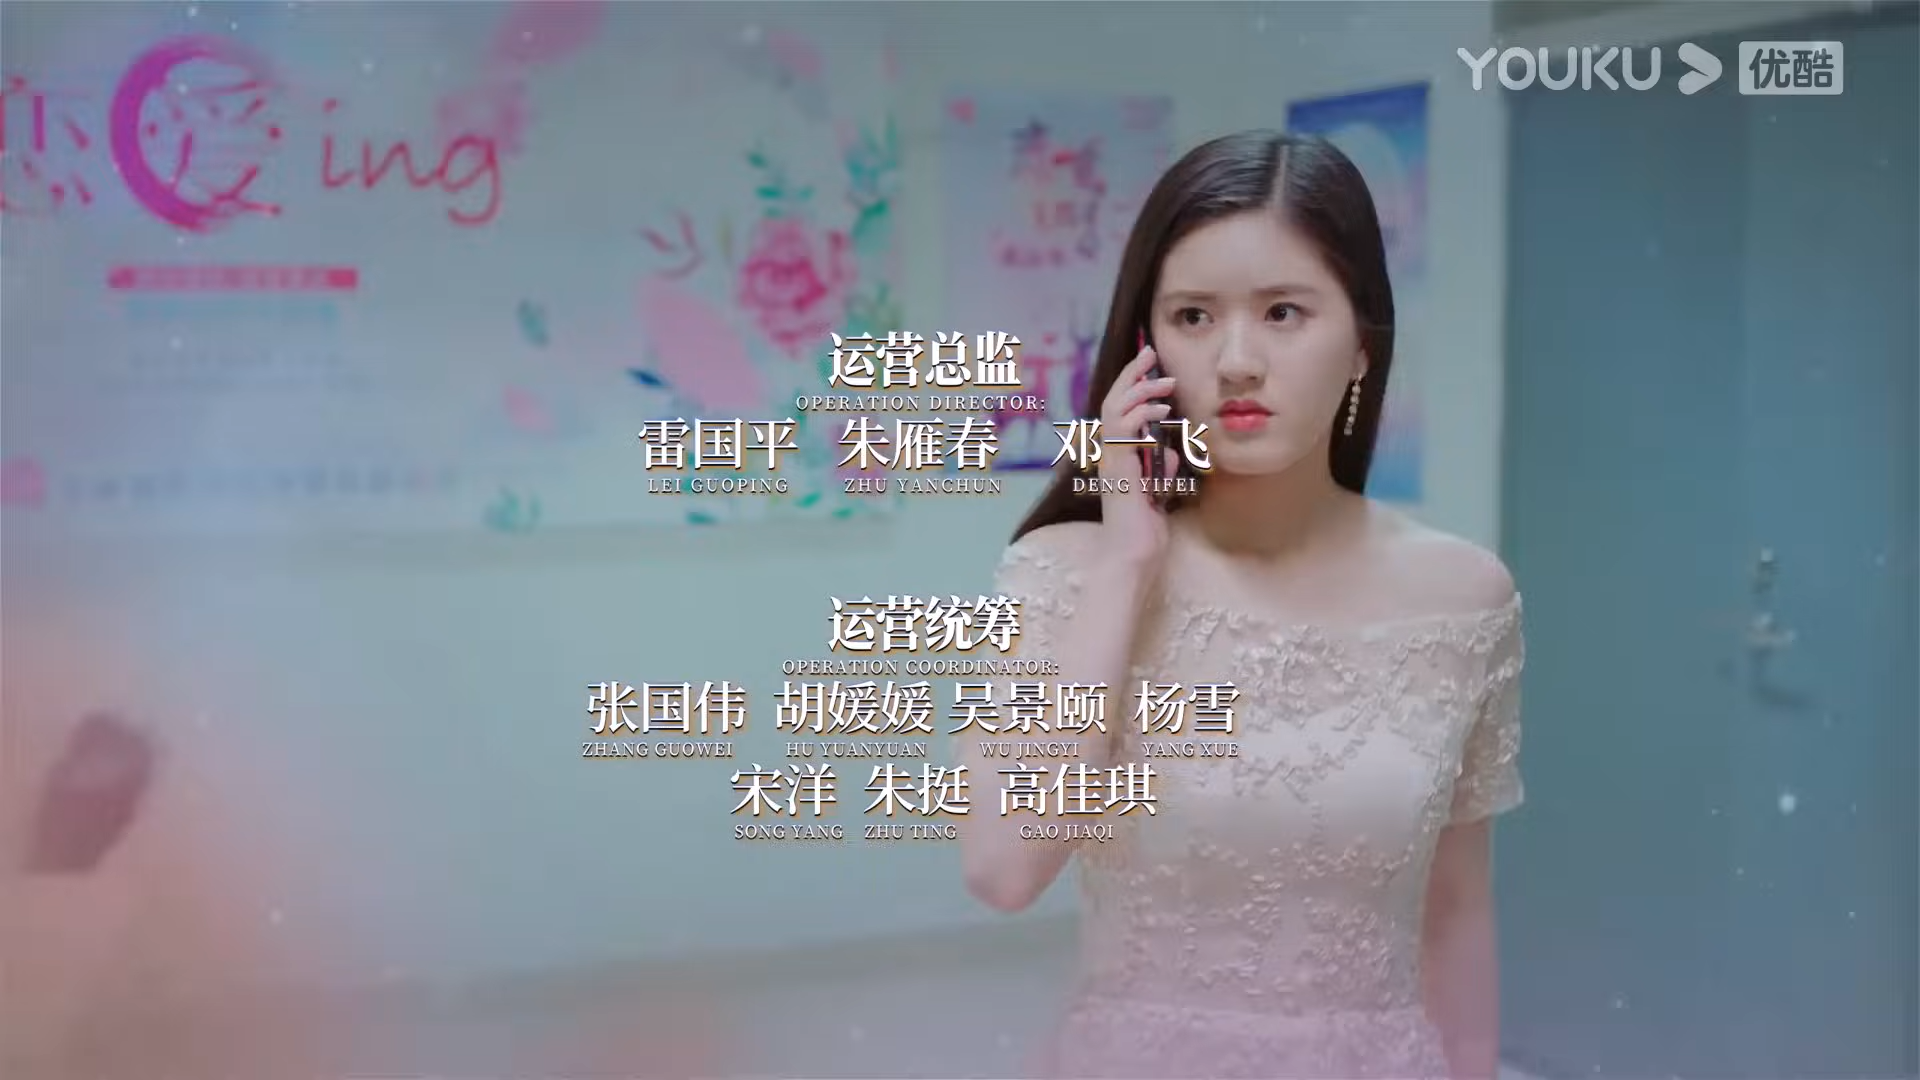 YOUKU 优酷
恋爱ing
运营总监
OPERATION DIRECTOR:
雷国平 朱雁春 邓一飞
LEI GUOPING ZHU YANCHUN DENG YIFEI
运营统筹
OPERATION COORDINATOR:
张国伟 胡媛媛 吴景颐 杨雪
ZHANG GUOWEI HU YUANYUAN WU JINGYI YANG XUE
宋洋 朱挺 高佳琪
SONG YANG ZHU TING GAO JIAQI